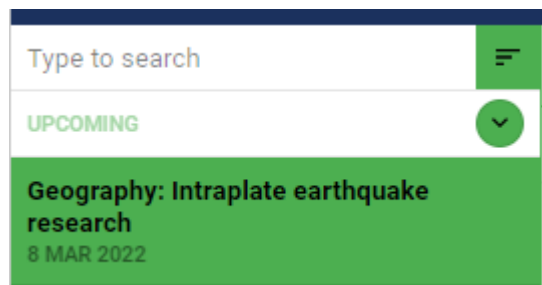 Type to search
UPCOMING
Geography: Intraplate earthquake
research
8 MAR 2022